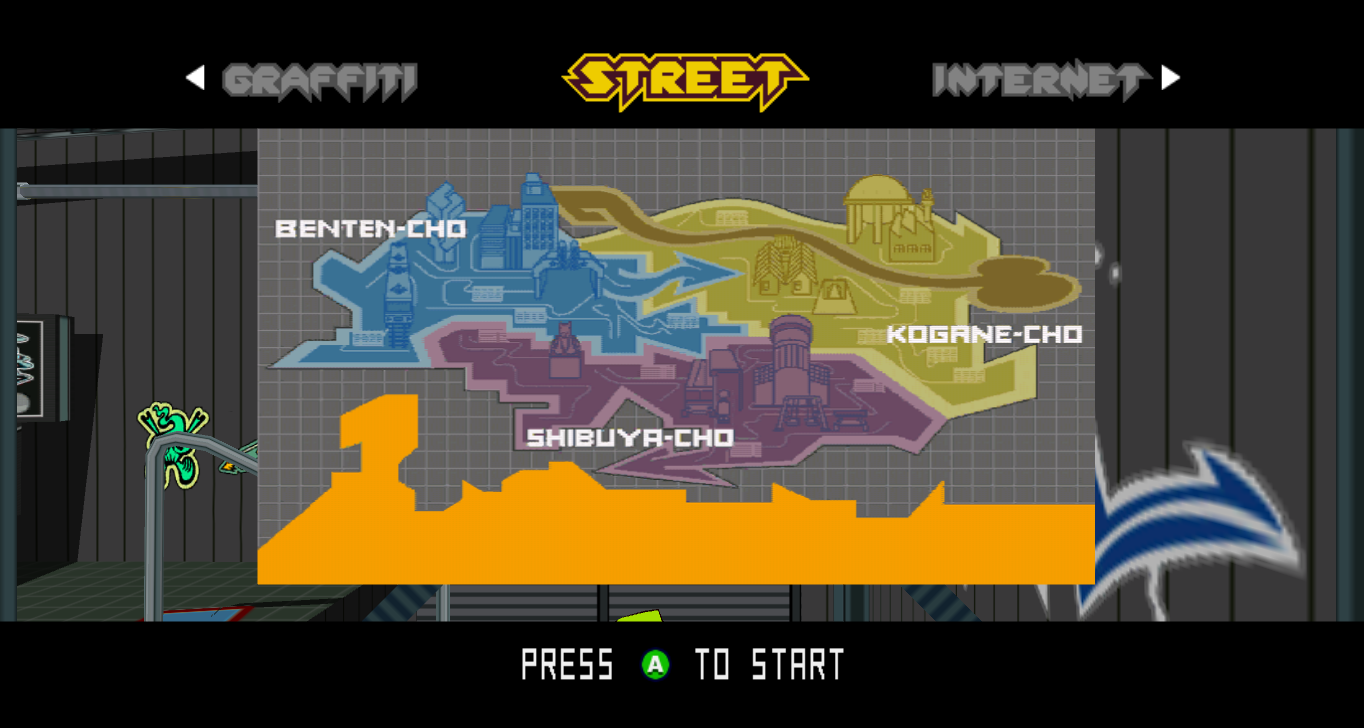 GRAFFITI
STREET
INTERNET
BENTEN-CHO
KOGANE-CHO
SHIBUYA-CHO
PRESS A TO START